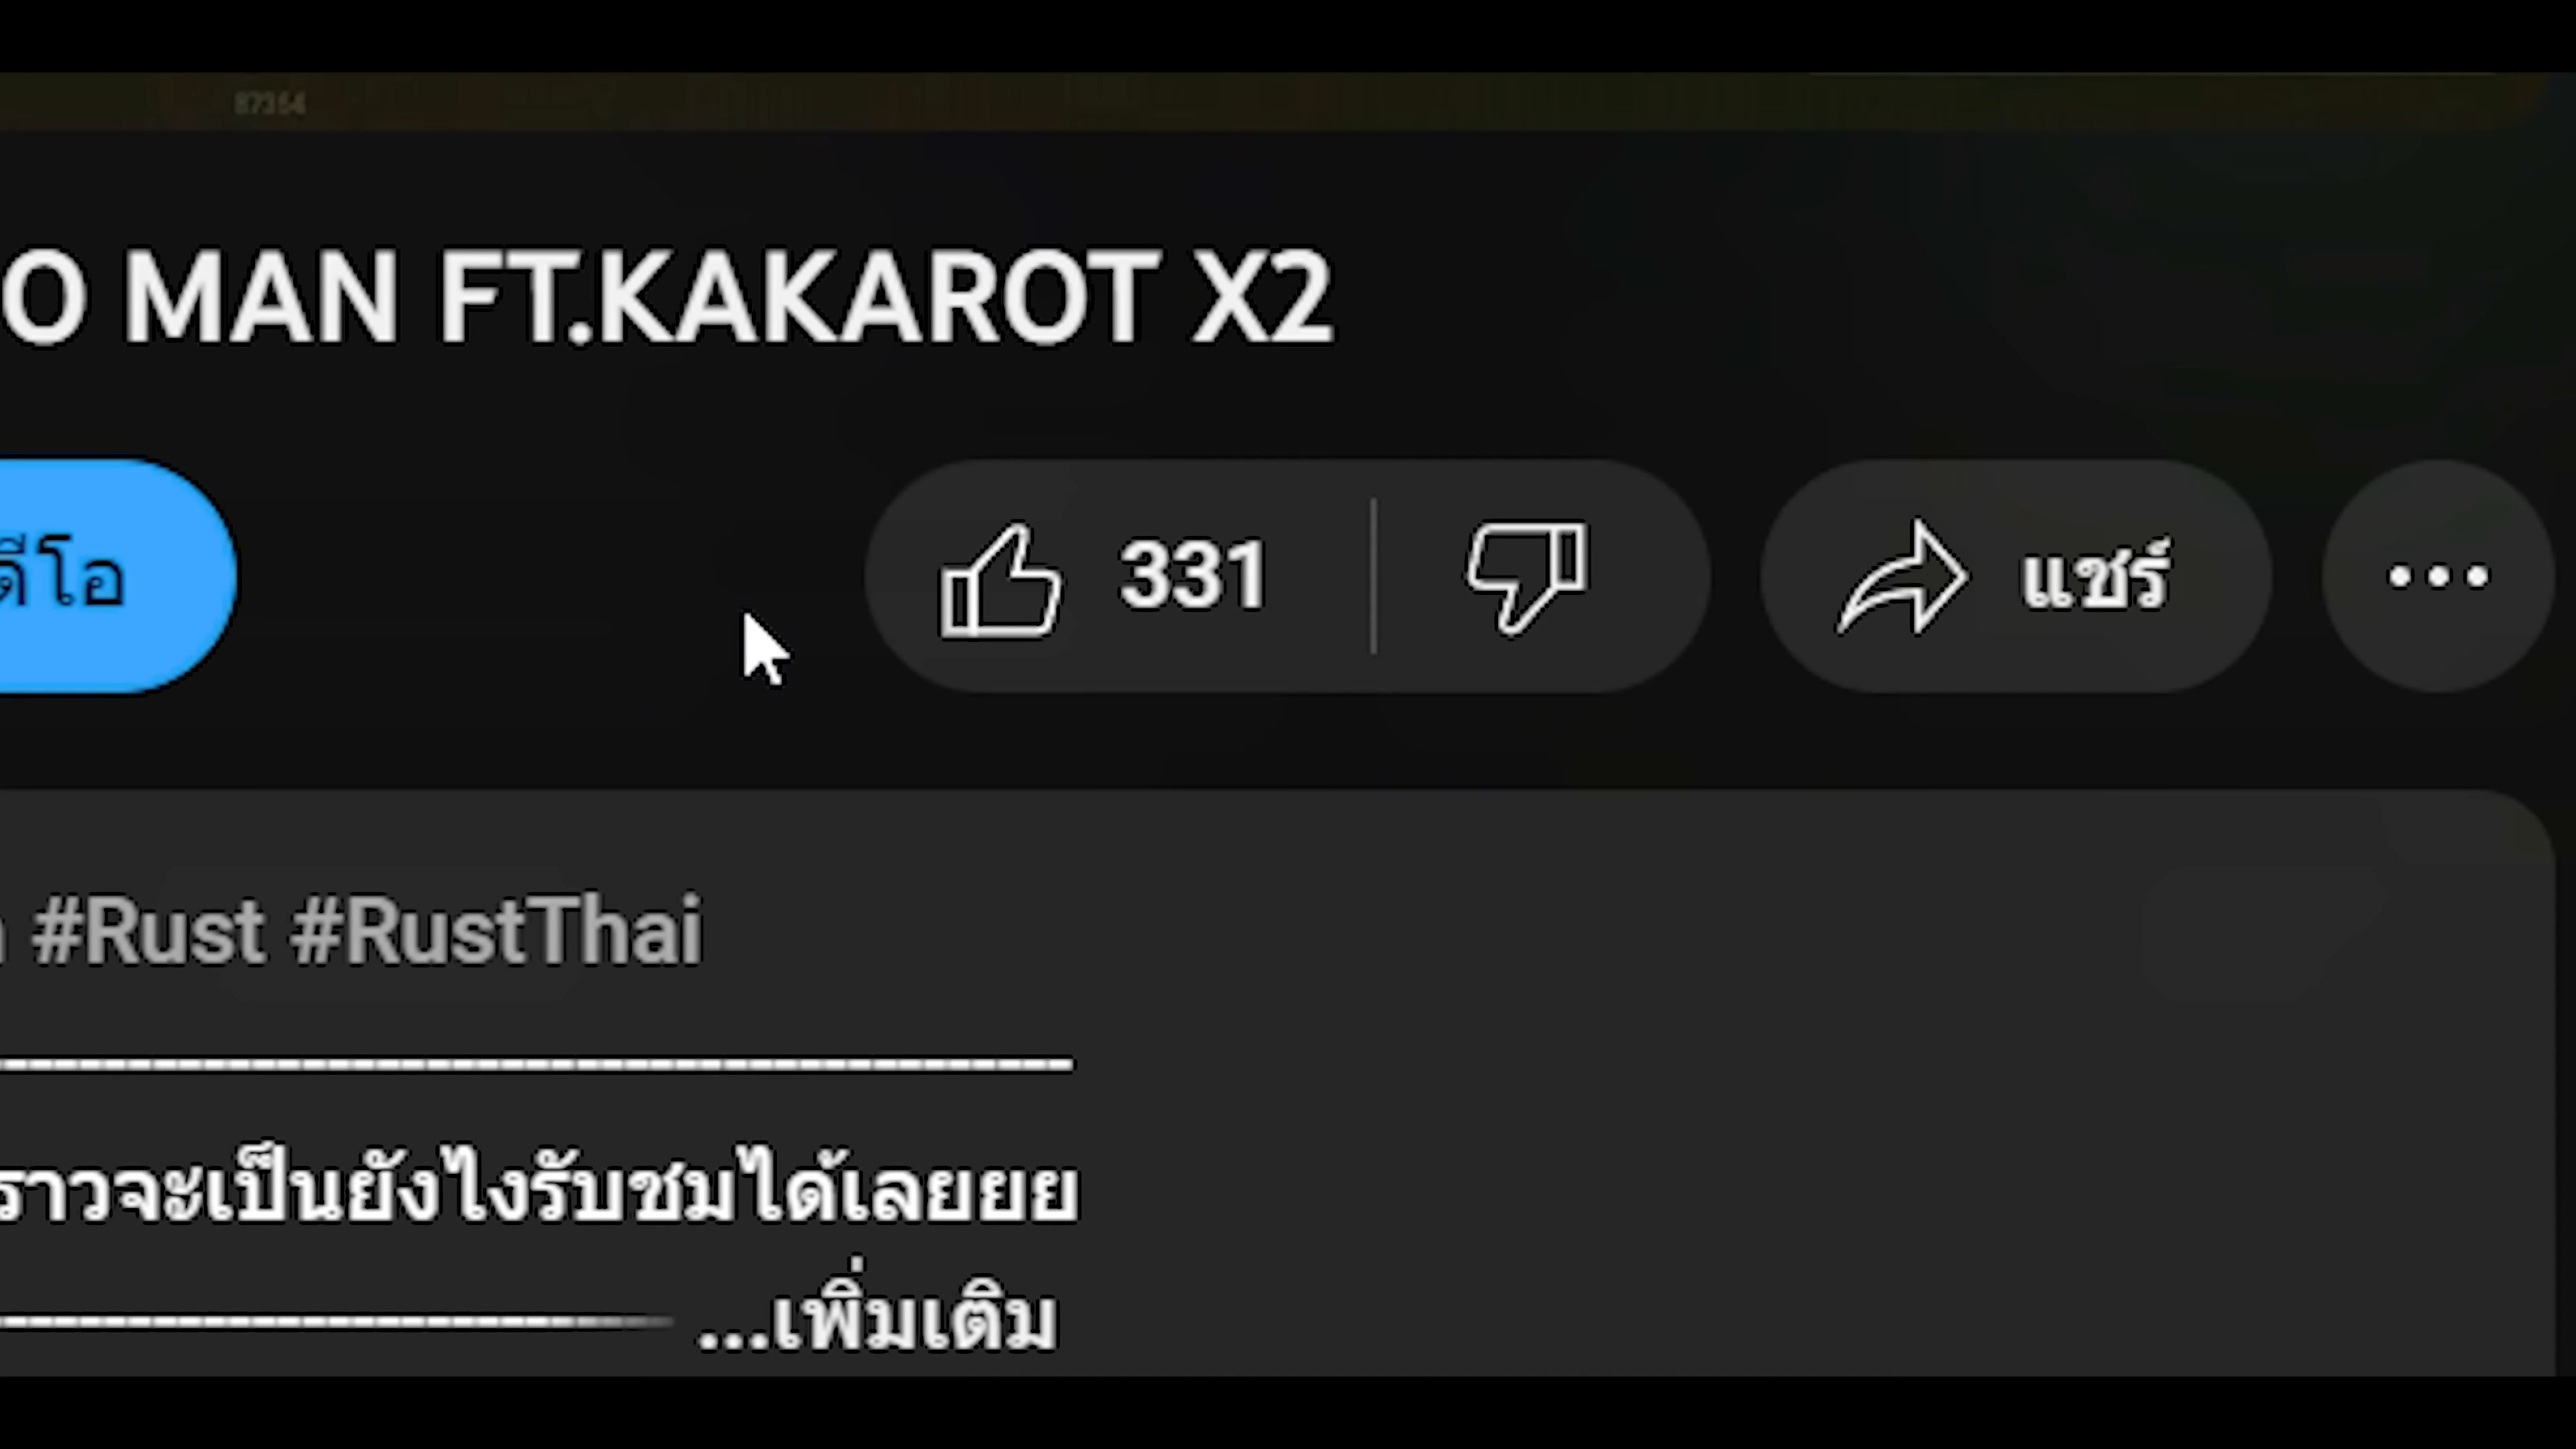 87364
O MAN FT.KAKAROT X2
ดีโอ
331
แชร์
#Rust #RustThai
ราวจะเป็นยังไงรับชมได้เลยยย
...เพิ่มเติม